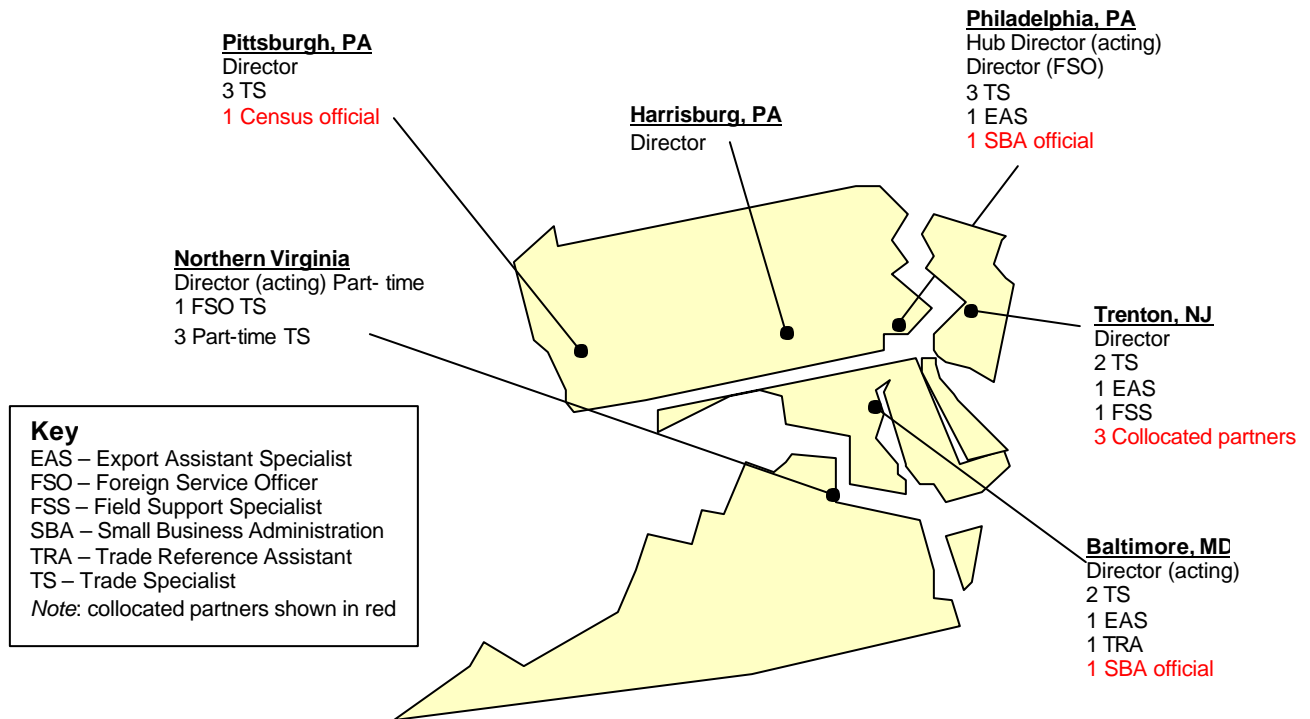 Philadelphia, PA
Hub Director (acting)
Director (FSO)
3 TS
1 EAS
1 SBA official
Pittsburgh, PA
Director
3 TS
1 Census official
Harrisburg, PA
Director
Northern Virginia
Director (acting) Part- time
1 FSO TS
3 Part-time TS
Trenton, NJ
Director
2 TS
1 EAS
1 FSS
3 Collocated partners
Key
EAS – Export Assistant Specialist
FSO – Foreign Service Officer
FSS – Field Support Specialist
SBA – Small Business Administration
TRA – Trade Reference Assistant
TS – Trade Specialist
Note: collocated partners shown in red
Baltimore, MD
Director (acting)
2 TS
1 EAS
1 TRA
1 SBA official